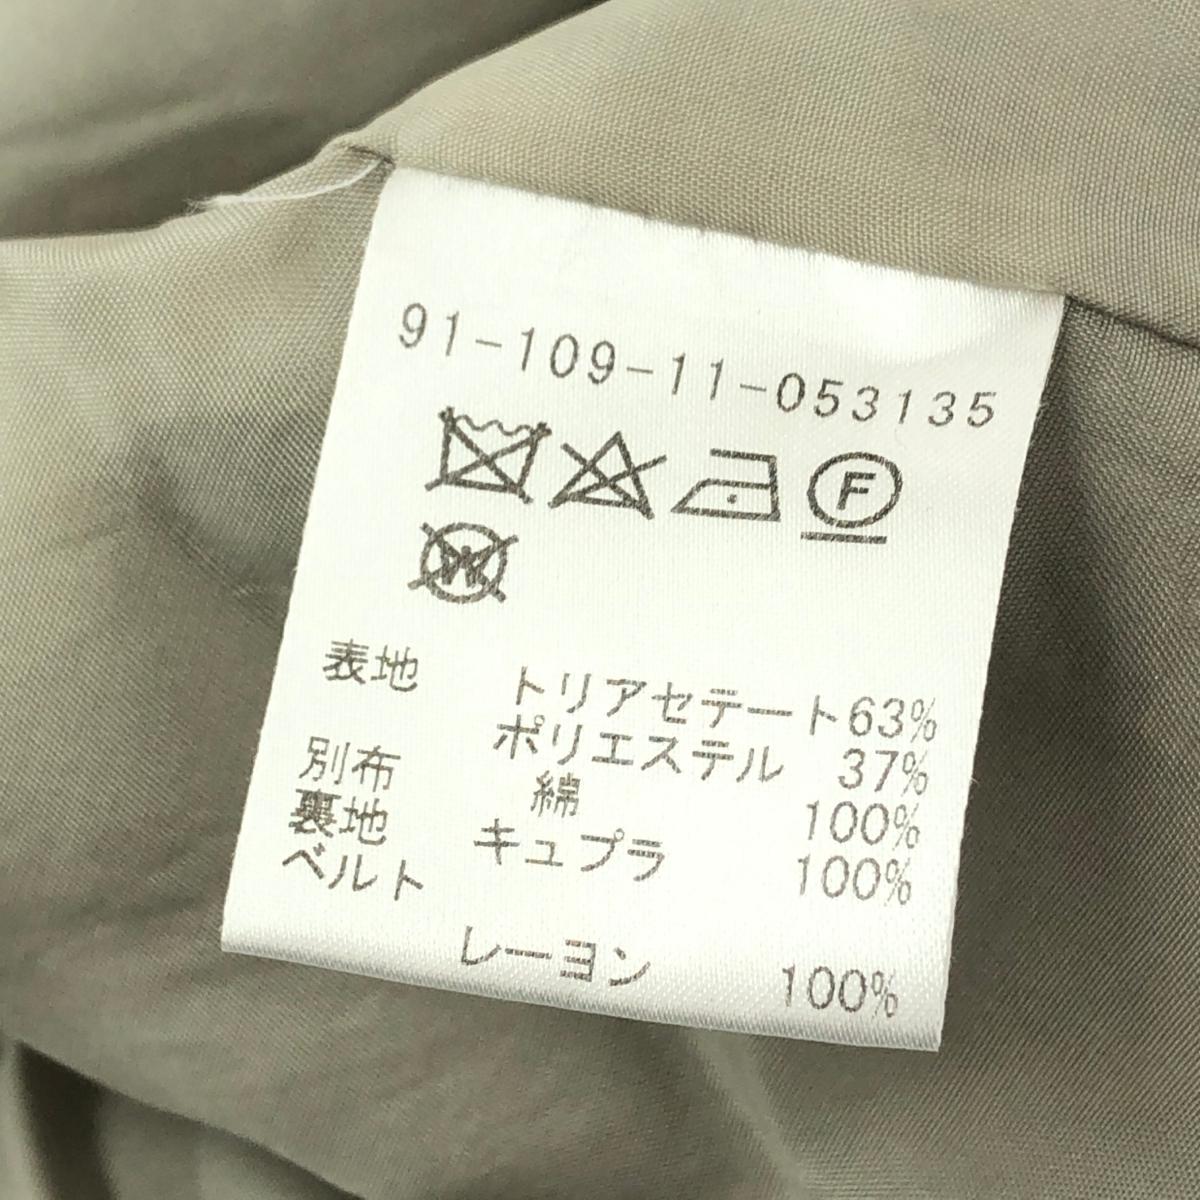 91-109-11-053135
F
W
表地 トリアセテート63%
ポリエステル 37%
別布 綿 100%
裏地 キュプラ 100%
ベルト
レーヨン 100%